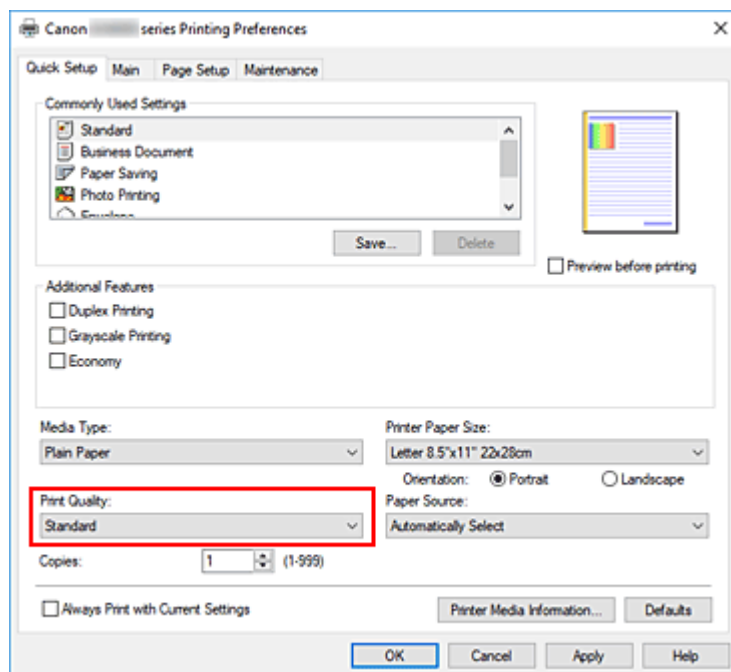 Canon series Printing Preferences
Quick Setup Main Page Setup Maintenance
Commonly Used Settings
Standard
Business Document
Paper Saving
Photo Printing
Envelope
Save... Delete
Preview before printing
Additional Features
Duplex Printing
Grayscale Printing
Economy
Media Type: Printer Paper Size:
Plain Paper Letter 8.5"x11" 22x28cm
Orientation: Portrait Landscape
Print Quality: Paper Source:
Standard Automatically Select
Copies: 1 (1-999)
Always Print with Current Settings Printer Media Information... Defaults
OK Cancel Apply Help